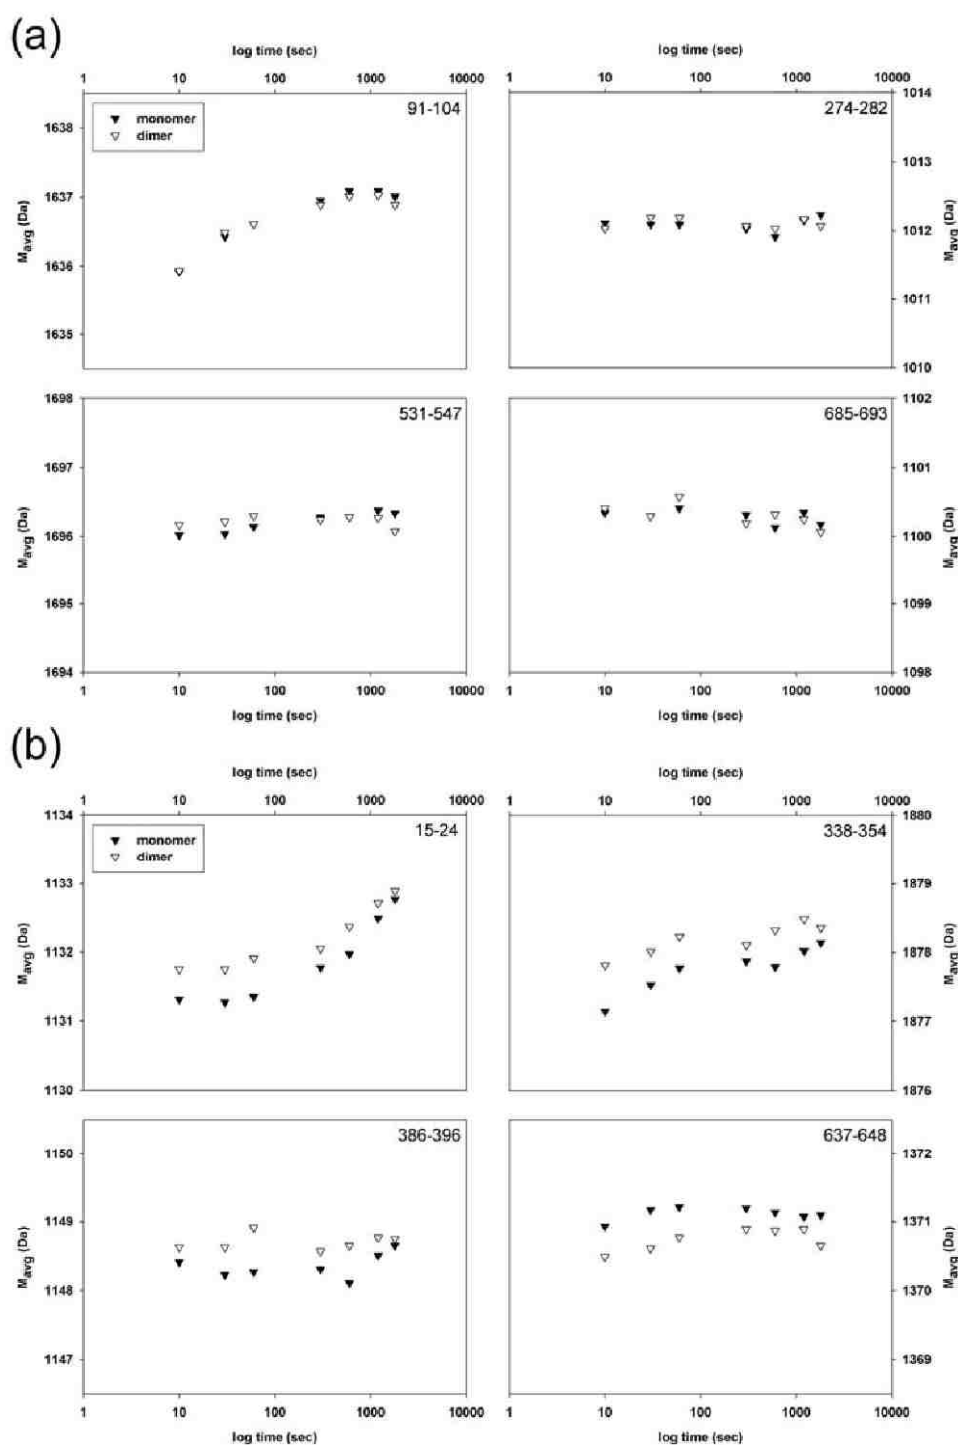 (a)
log time (sec) log time (sec)
1 10 100 1000 10000 1 10 100 1000 10000
91-104 274-282
monomer
dimer
1638
1637
1636
1635
Mavg (Da)
1014
1013
1012
1011
1010
Mavg (Da)
531-547 685-693
1698
1697
1696
1695
1694
Mavg (Da)
1102
1101
1100
1099
1098
Mavg (Da)
1 10 100 1000 10000 1 10 100 1000 10000
log time (sec) log time (sec)
(b)
log time (sec) log time (sec)
1 10 100 1000 10000 1 10 100 1000 10000
15-24 338-354
monomer
dimer
1134
1133
1132
1131
1130
Mavg (Da)
1880
1879
1878
1877
1876
Mavg (Da)
386-396 637-648
1150
1149
1148
1147
Mavg (Da)
1372
1371
1370
1369
Mavg (Da)
1 10 100 1000 10000 1 10 100 1000 10000
log time (sec) log time (sec)